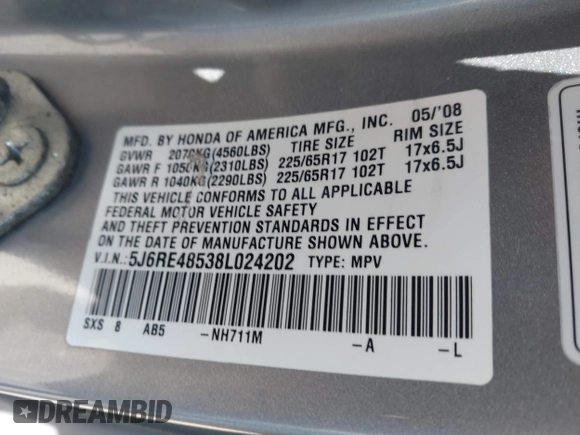 MFD. BY HONDA OF AMERICA MFG., INC. 05/'08
GVWR 2070KG(4560LBS) TIRE SIZE RIM SIZE
GAWR F 1050KG(2310LBS) 225/65R17 102T 17x6.5J
GAWR R 1040KG(2290LBS) 225/65R17 102T 17x6.5J
THIS VEHICLE CONFORMS TO ALL APPLICABLE
FEDERAL MOTOR VEHICLE SAFETY
AND THEFT PREVENTION STANDARDS IN EFFECT
ON THE DATE OF MANUFACTURE SHOWN ABOVE.
V.I.N.:5J6RE48538L024202 TYPE: MPV
SXS 8 AB5 -NH711M -A -L
DREAMBID